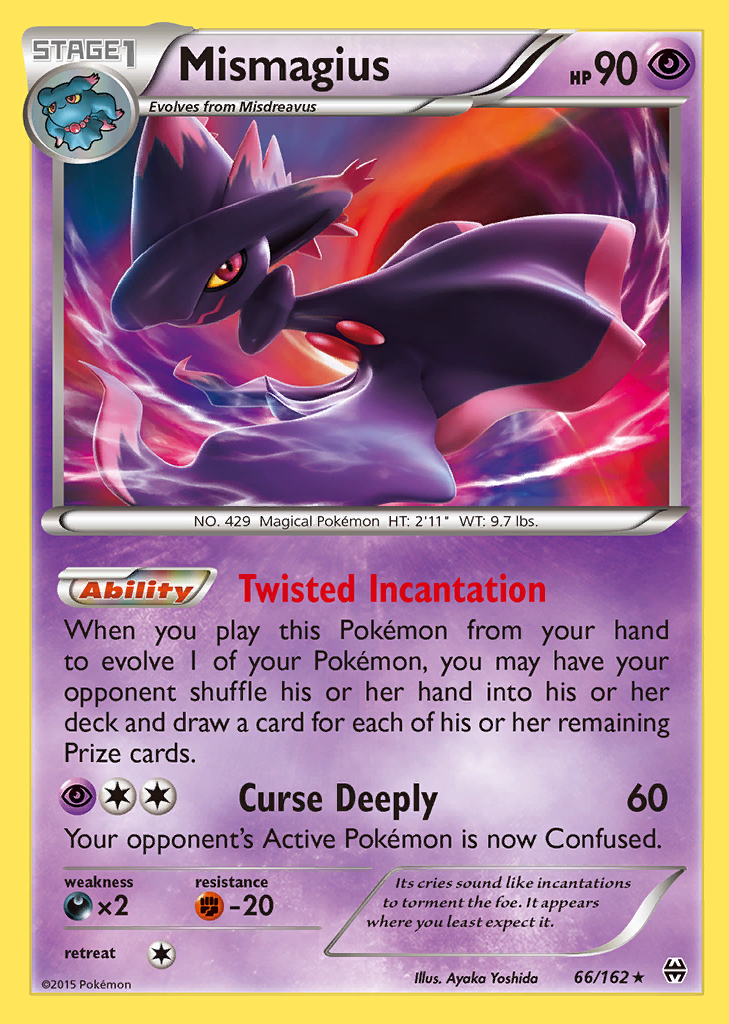 STAGE1
Mismagius
HP 90
Evolves from Misdreavus
NO. 429 Magical Pokémon HT: 2'11" WT: 9.7 lbs.
Ability Twisted Incantation
When you play this Pokémon from your hand
to evolve 1 of your Pokémon, you may have your
opponent shuffle his or her hand into his or her
deck and draw a card for each of his or her remaining
Prize cards.
Curse Deeply 60
Your opponent's Active Pokémon is now Confused.
weakness resistance
×2 -20
retreat
Its cries sound like incantations
to torment the foe. It appears
where you least expect it.
©2015 Pokémon
Illus. Ayaka Yoshida
66/162 ★